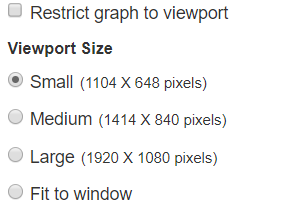 Restrict graph to viewport
Viewport Size
Small (1104 X 648 pixels)
Medium (1414 X 840 pixels)
Large (1920 X 1080 pixels)
Fit to window